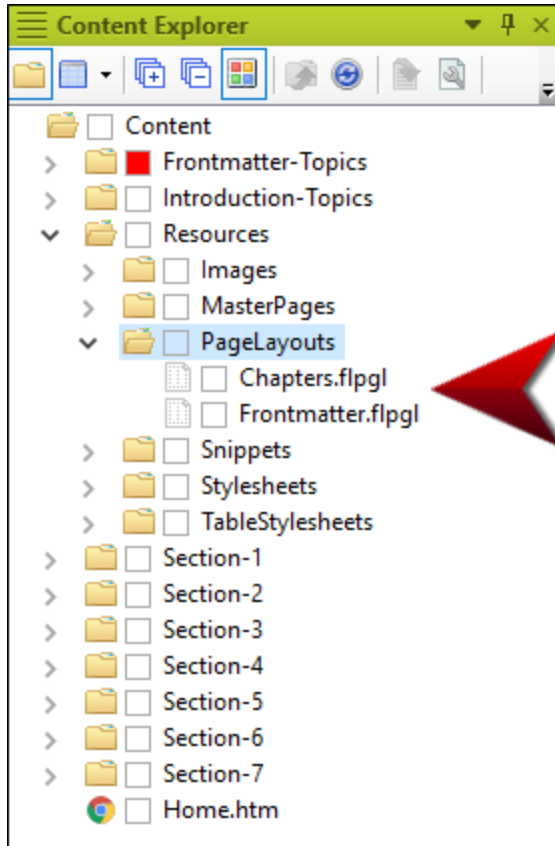 Content Explorer
Content
Frontmatter-Topics
Introduction-Topics
Resources
Images
MasterPages
PageLayouts
Chapters.flpgl
Frontmatter.flpgl
Snippets
Stylesheets
TableStylesheets
Section-1
Section-2
Section-3
Section-4
Section-5
Section-6
Section-7
Home.htm